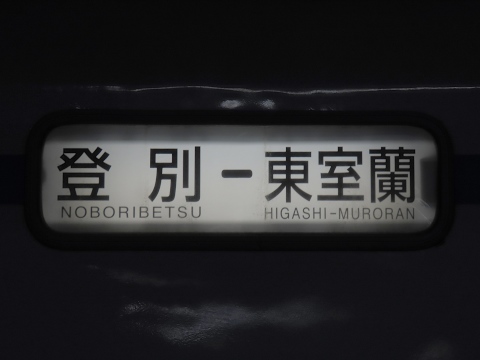 登別－東室蘭
NOBORIBETSU HIGASHI-MURORAN